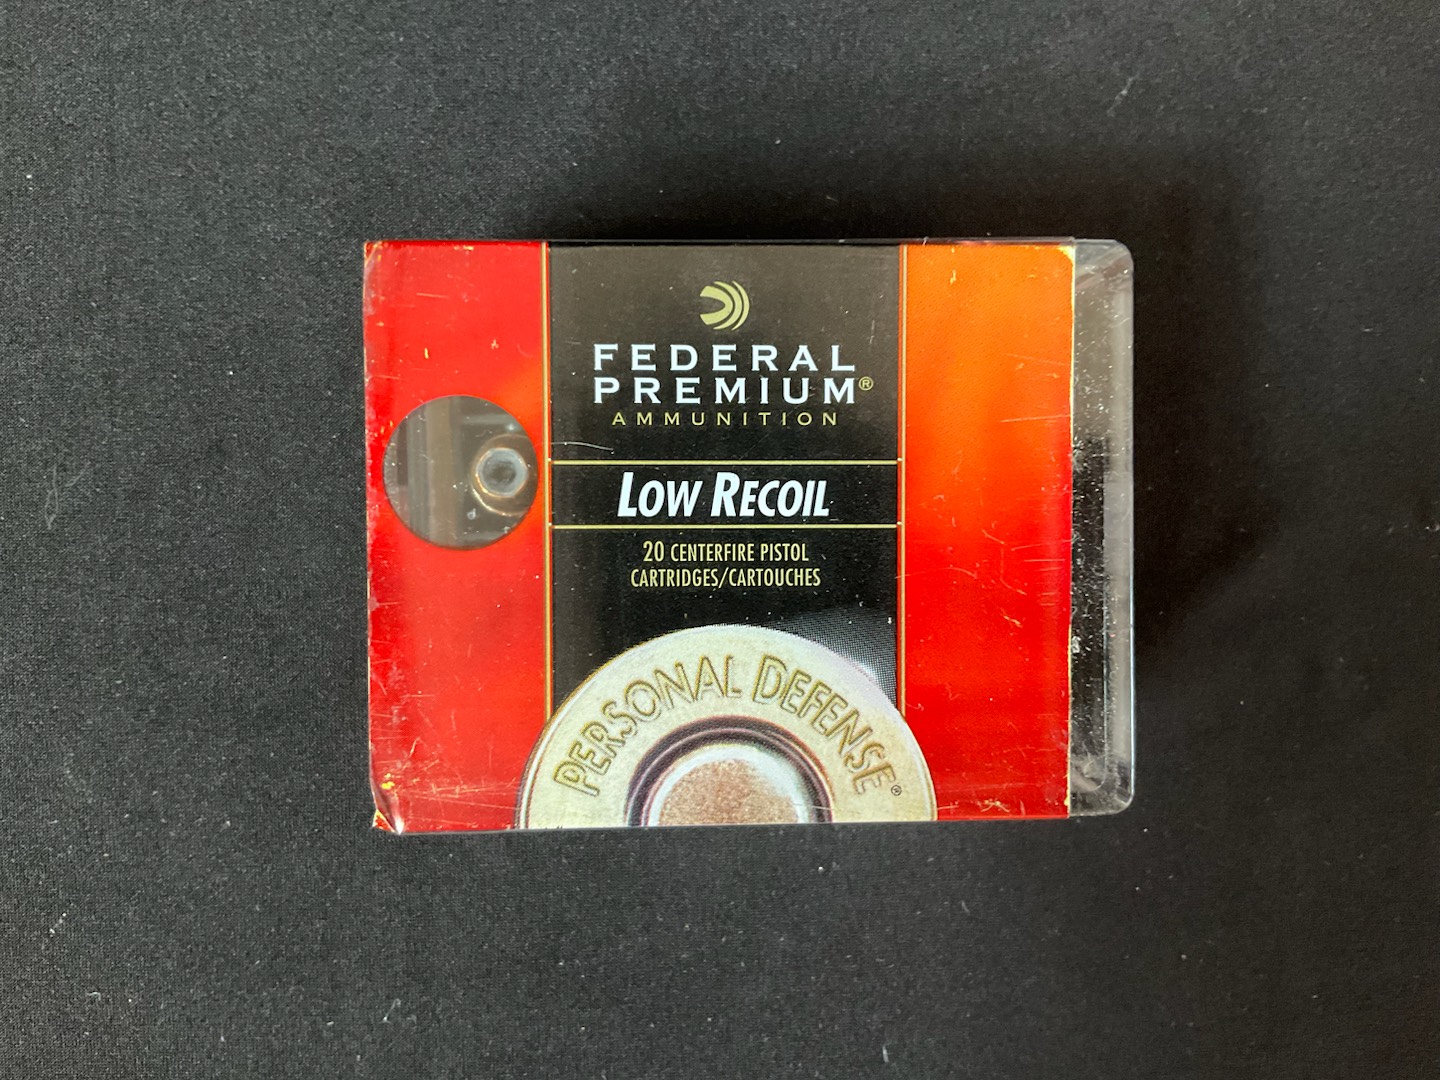 FEDERAL
PREMIUM®
AMMUNITION
LOW RECOIL
20 CENTERFIRE PISTOL
CARTRIDGES/CARTOUCHES
PERSONAL DEFENSE®